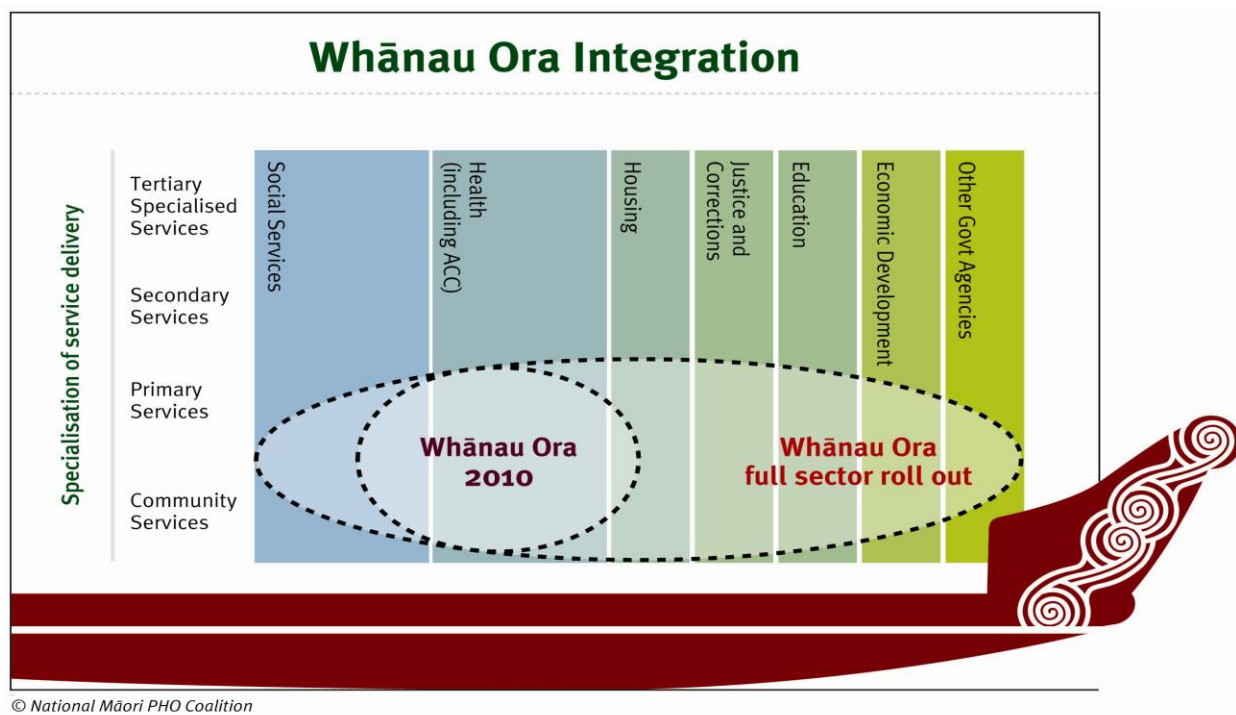 Whānau Ora Integration
Specialisation of service delivery
Tertiary
Specialised
Services
Secondary
Services
Primary
Services
Community
Services
Social Services
Health
(including ACC)
Housing
Justice and
Corrections
Education
Economic Development
Other Govt Agencies
Whānau Ora
2010
Whānau Ora
full sector roll out
© National Māori PHO Coalition